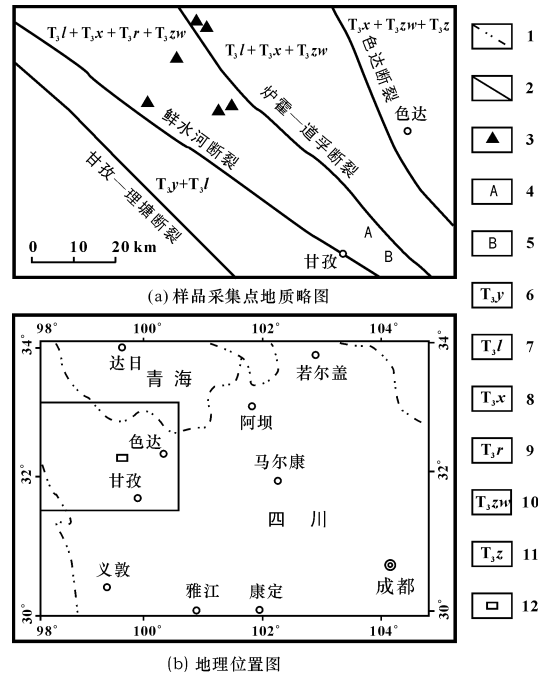 T₃l+T₃x+T₃r+T₃zw
T₃l+T₃x+T₃zw
T₃x+T₃zw+T₃z
色达断裂
色达
炉霍—道孚断裂
鲜水河断裂
甘孜—理塘断裂
T₃y+T₃l
A
B
甘孜
0 10 20 km
(a) 样品采集点地质略图
98° 100° 102° 104°
34° 34°
达日
青海
若尔盖
阿坝
色达
马尔康
32° 32°
甘孜
四川
义敦
雅江
康定
成都
30° 30°
98° 100° 102° 104°
(b) 地理位置图
1
2
3
A 4
B 5
T₃y 6
T₃l 7
T₃x 8
T₃r 9
T₃zw 10
T₃z 11
12